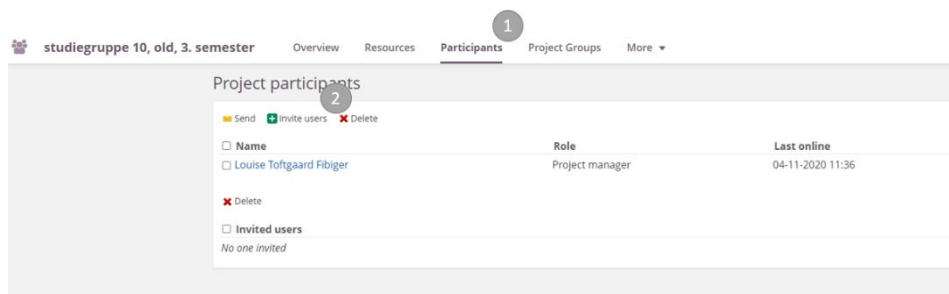 1
studiegruppe 10, old, 3. semester Overview Resources Participants Project Groups More
Project participants
2
Send Invite users Delete
Name Role Last online
Louise Toftgaard Fibiger Project manager 04-11-2020 11:36
Delete
Invited users
No one invited